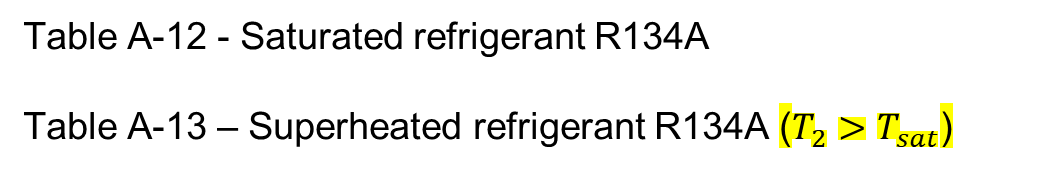 Table A-12 - Saturated refrigerant R134A
Table A-13 – Superheated refrigerant R134A (T₂ > Tₛₐₜ)